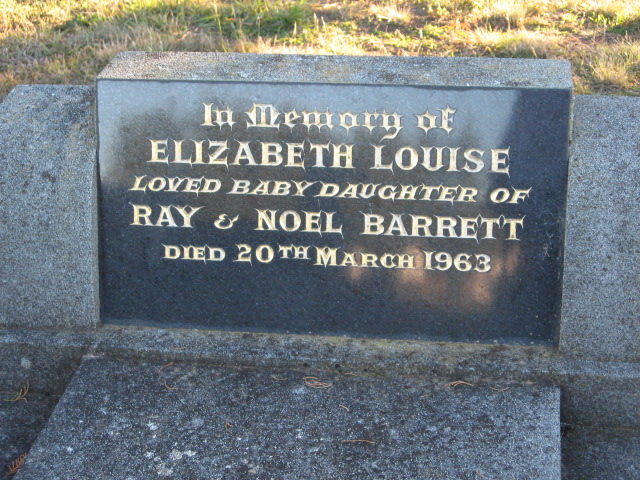 In Memory of
ELIZABETH LOUISE
LOVED BABY DAUGHTER OF
RAY & NOEL BARRETT
DIED 20TH MARCH 1963